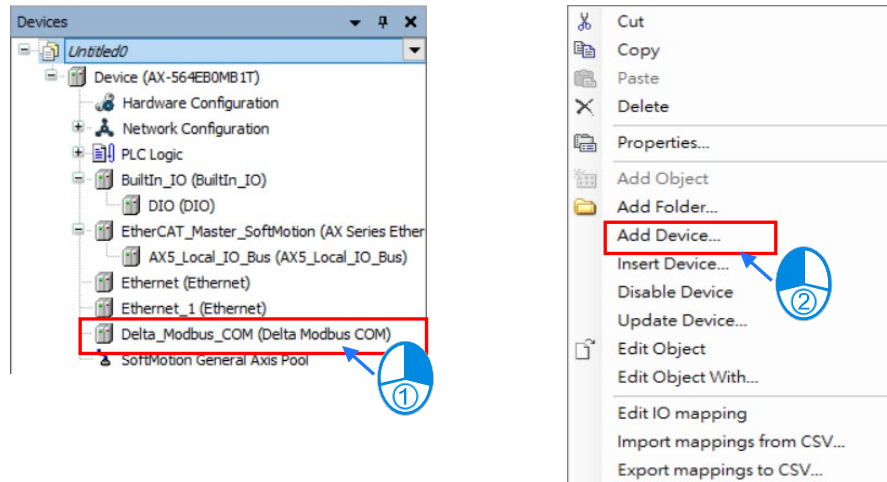 Devices
Untitled0
Device (AX-564EB0MB1T)
Hardware Configuration
Network Configuration
PLC Logic
BuiltIn_IO (BuiltIn_IO)
DIO (DIO)
EtherCAT_Master_SoftMotion (AX Series Ether
AX5_Local_IO_Bus (AX5_Local_IO_Bus)
Ethernet (Ethernet)
Ethernet_1 (Ethernet)
Delta_Modbus_COM (Delta Modbus COM)
SoftMotion General Axis Pool
①
Cut
Copy
Paste
Delete
Properties...
Add Object
Add Folder...
Add Device...
Insert Device...
Disable Device
②
Update Device...
Edit Object
Edit Object With...
Edit IO mapping
Import mappings from CSV...
Export mappings to CSV...